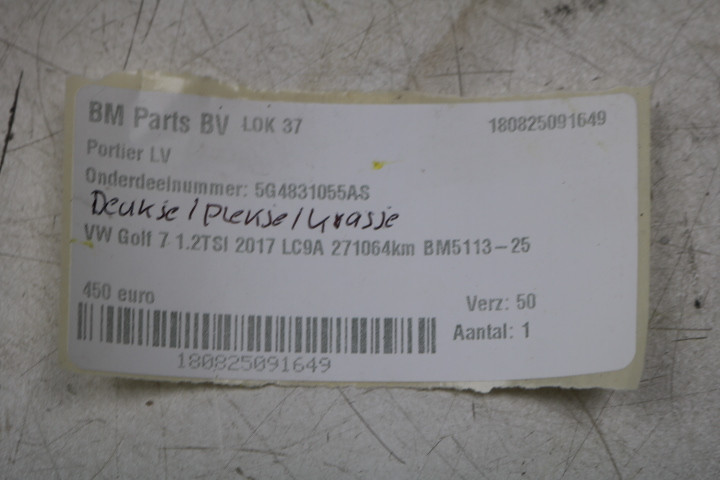 BM Parts BV LOK 37 180825091649
Portier LV
Onderdeelnummer: 5G4831055AS
Deukje/plekje/krasje
VW Golf 7 1.2TSI 2017 LC9A 271064km BM5113-25
450 euro Verz: 50
Aantal: 1
180825091649